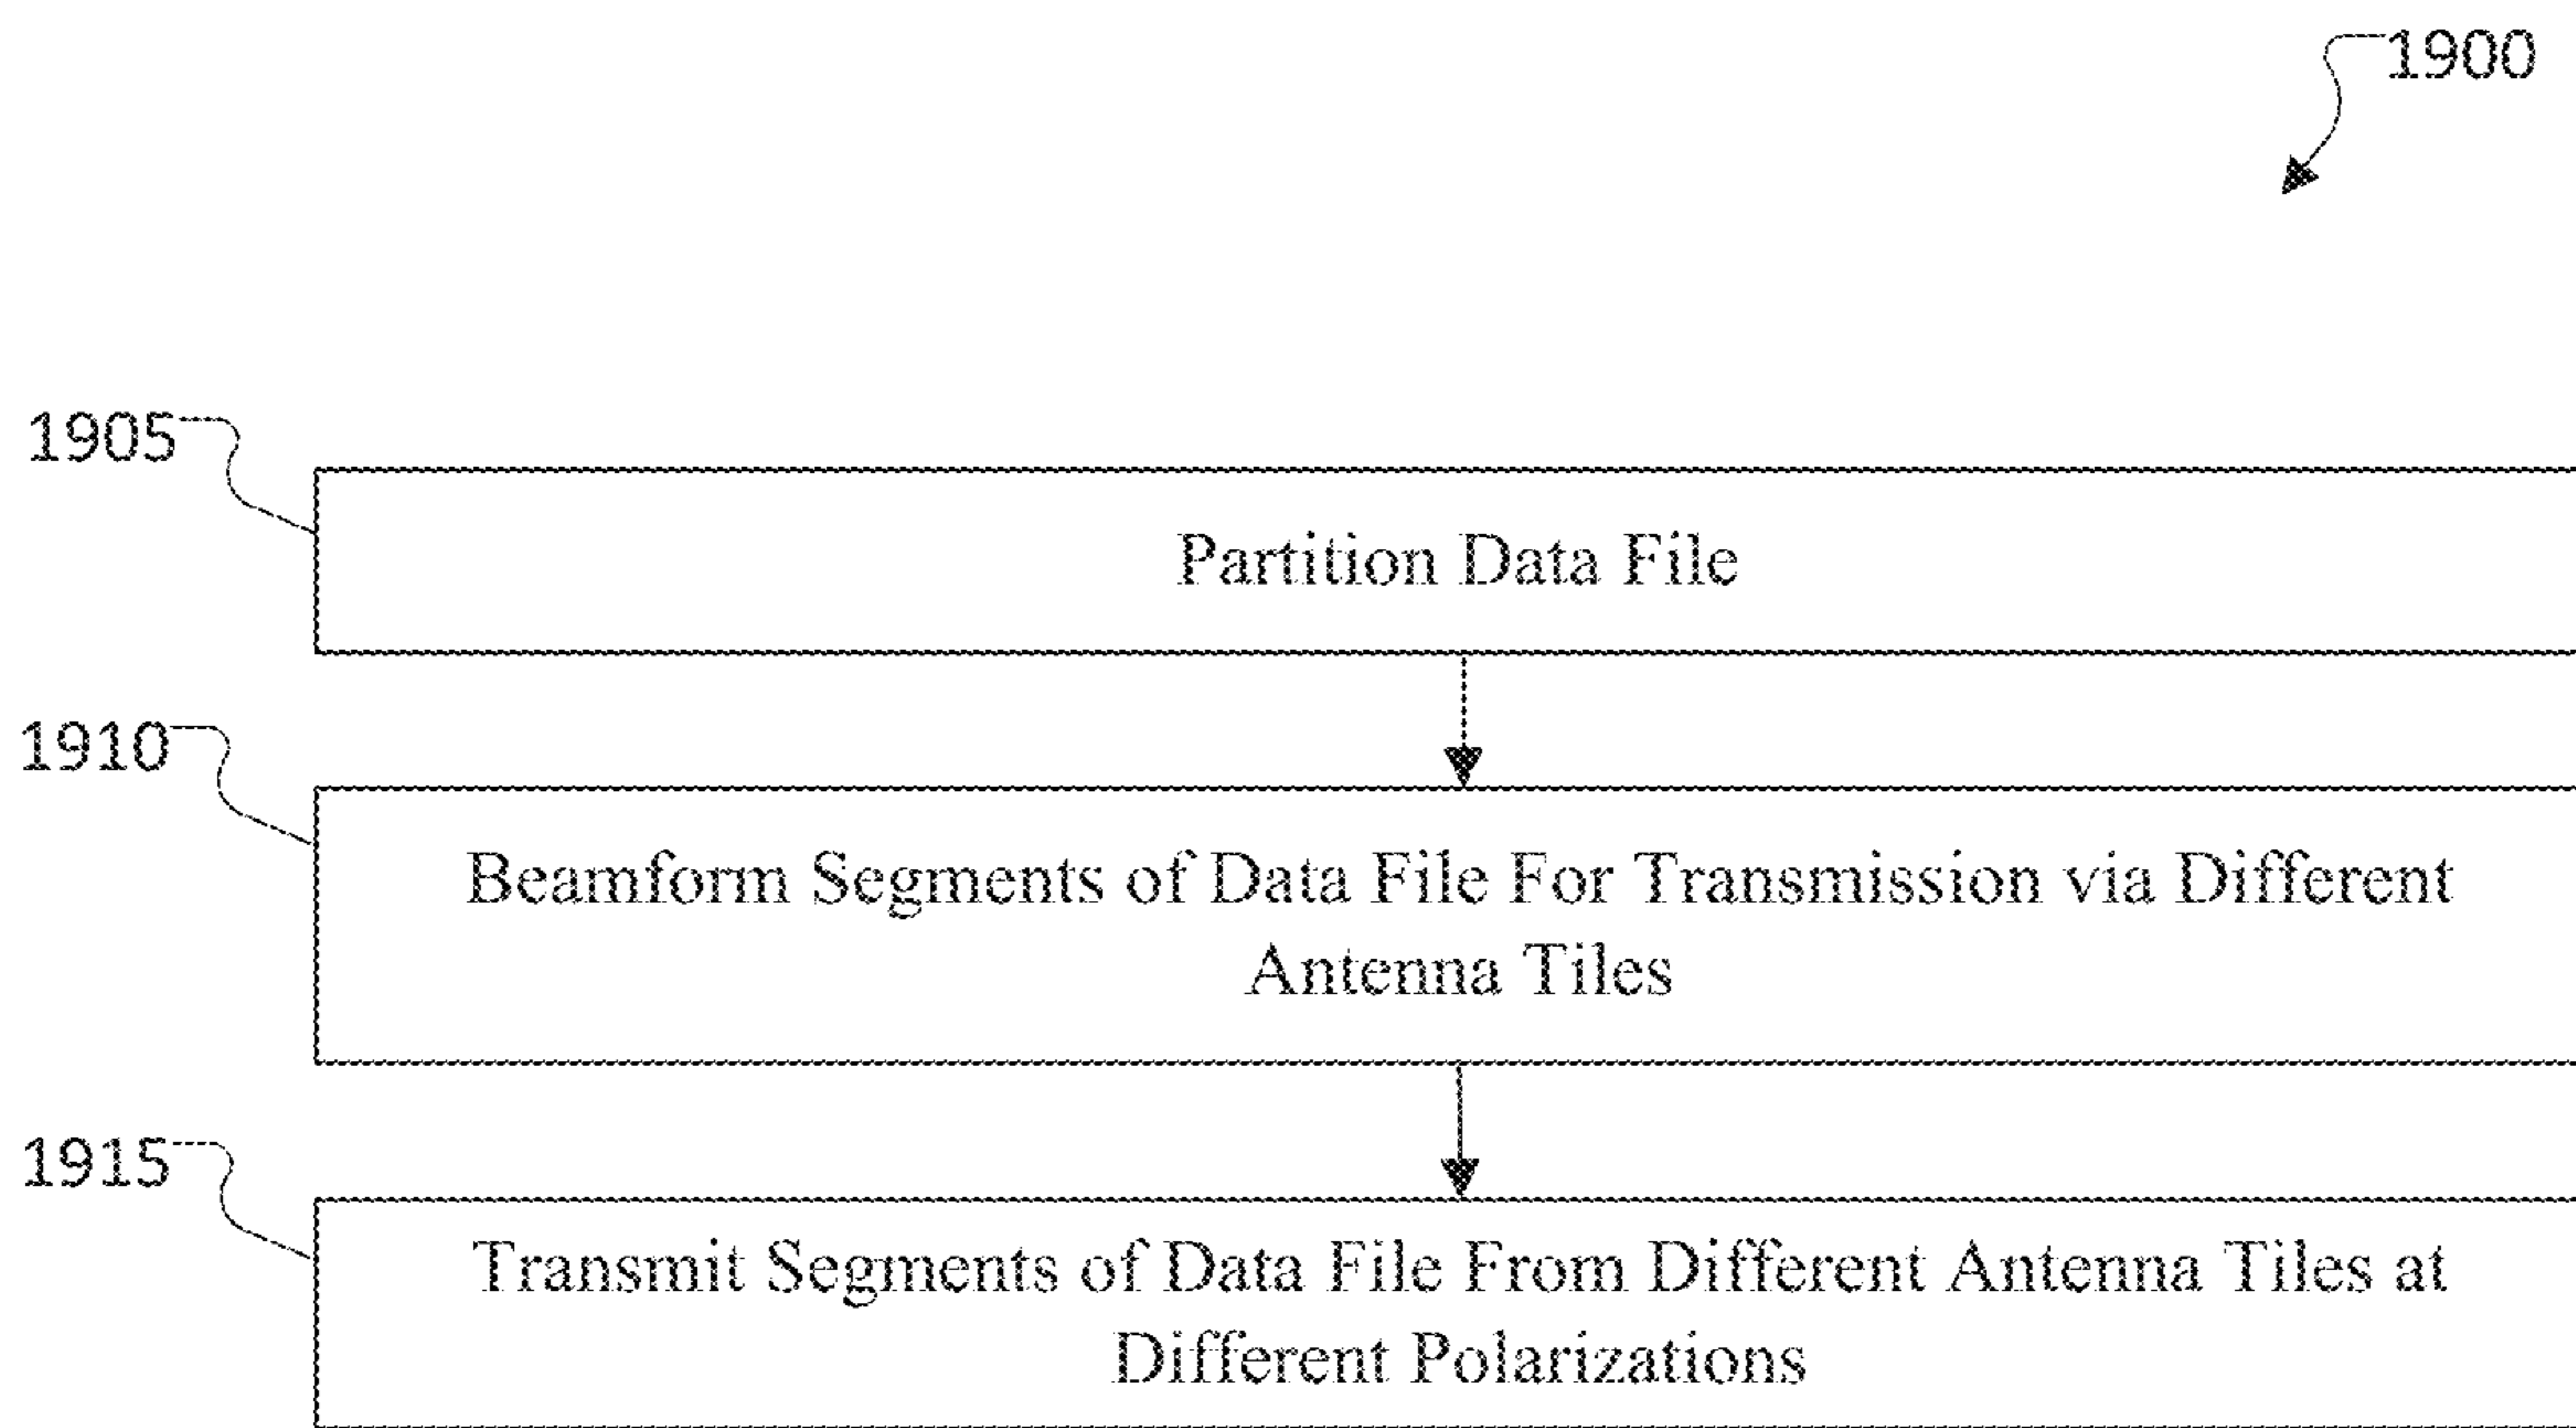 1900
1905
Partition Data File
1910
Beamform Segments of Data File For Transmission via Different
Antenna Tiles
1915
Transmit Segments of Data File From Different Antenna Tiles at
Different Polarizations